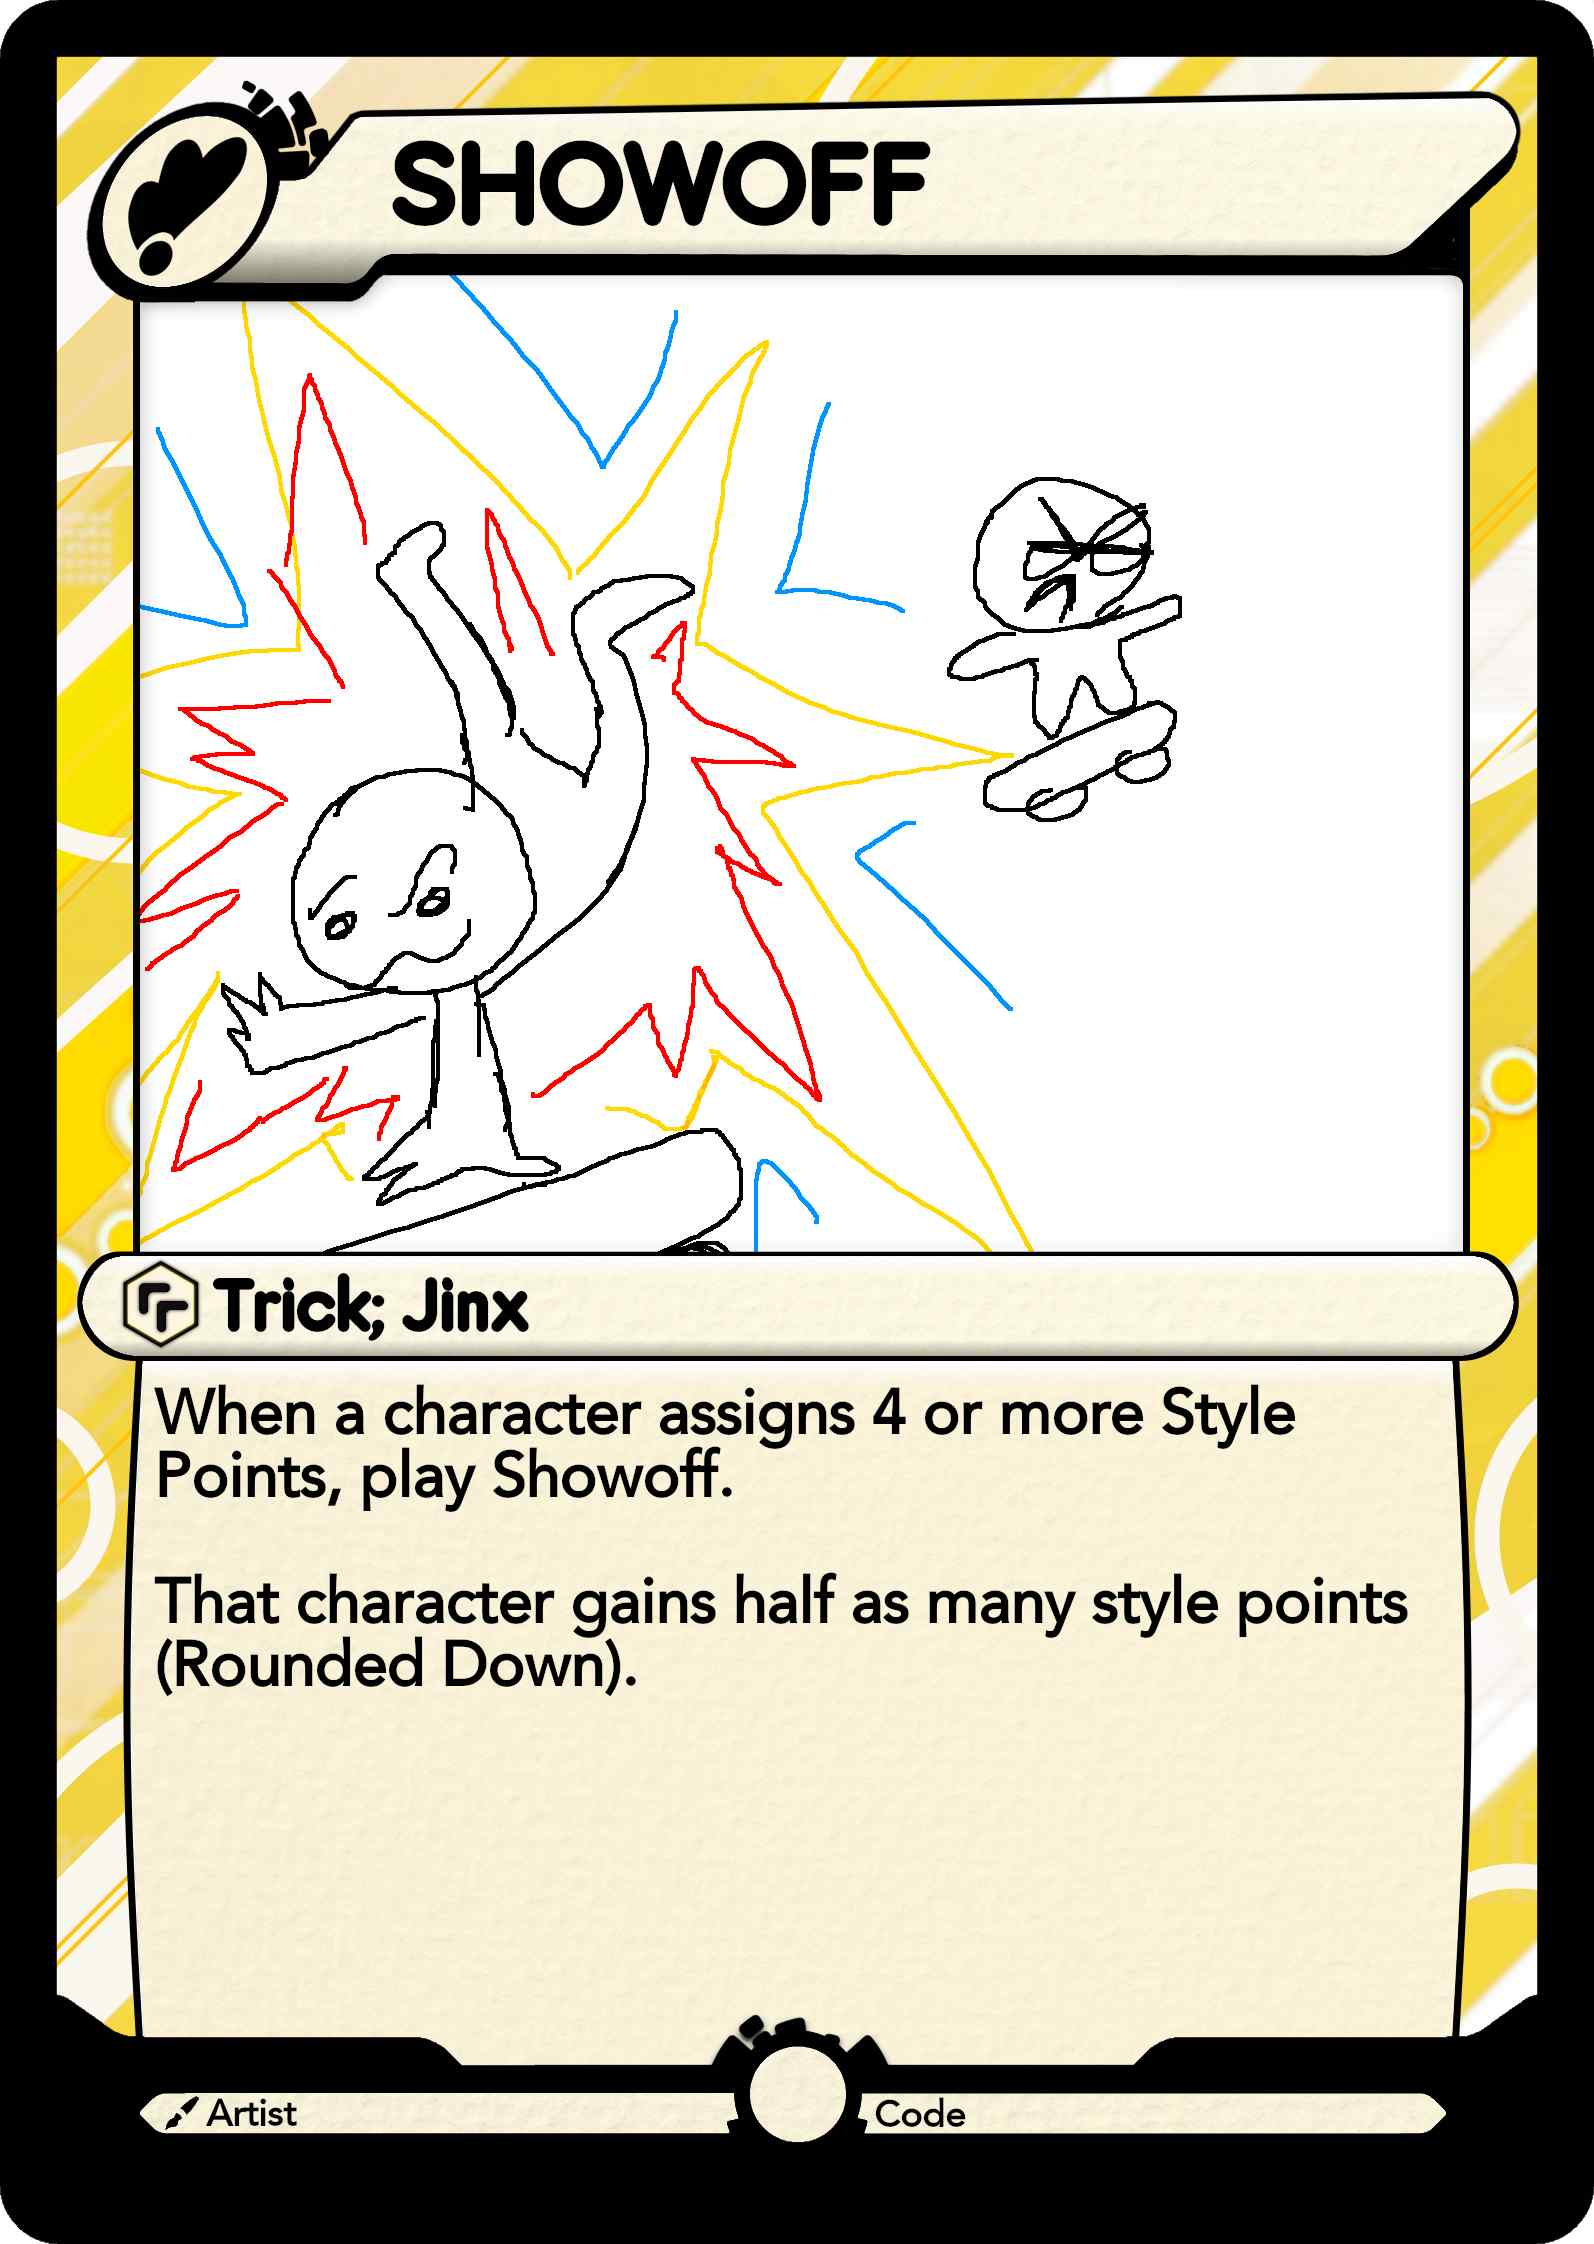 SHOWOFF
Trick; Jinx
When a character assigns 4 or more Style
Points, play Showoff.
That character gains half as many style points
(Rounded Down).
Artist
Code